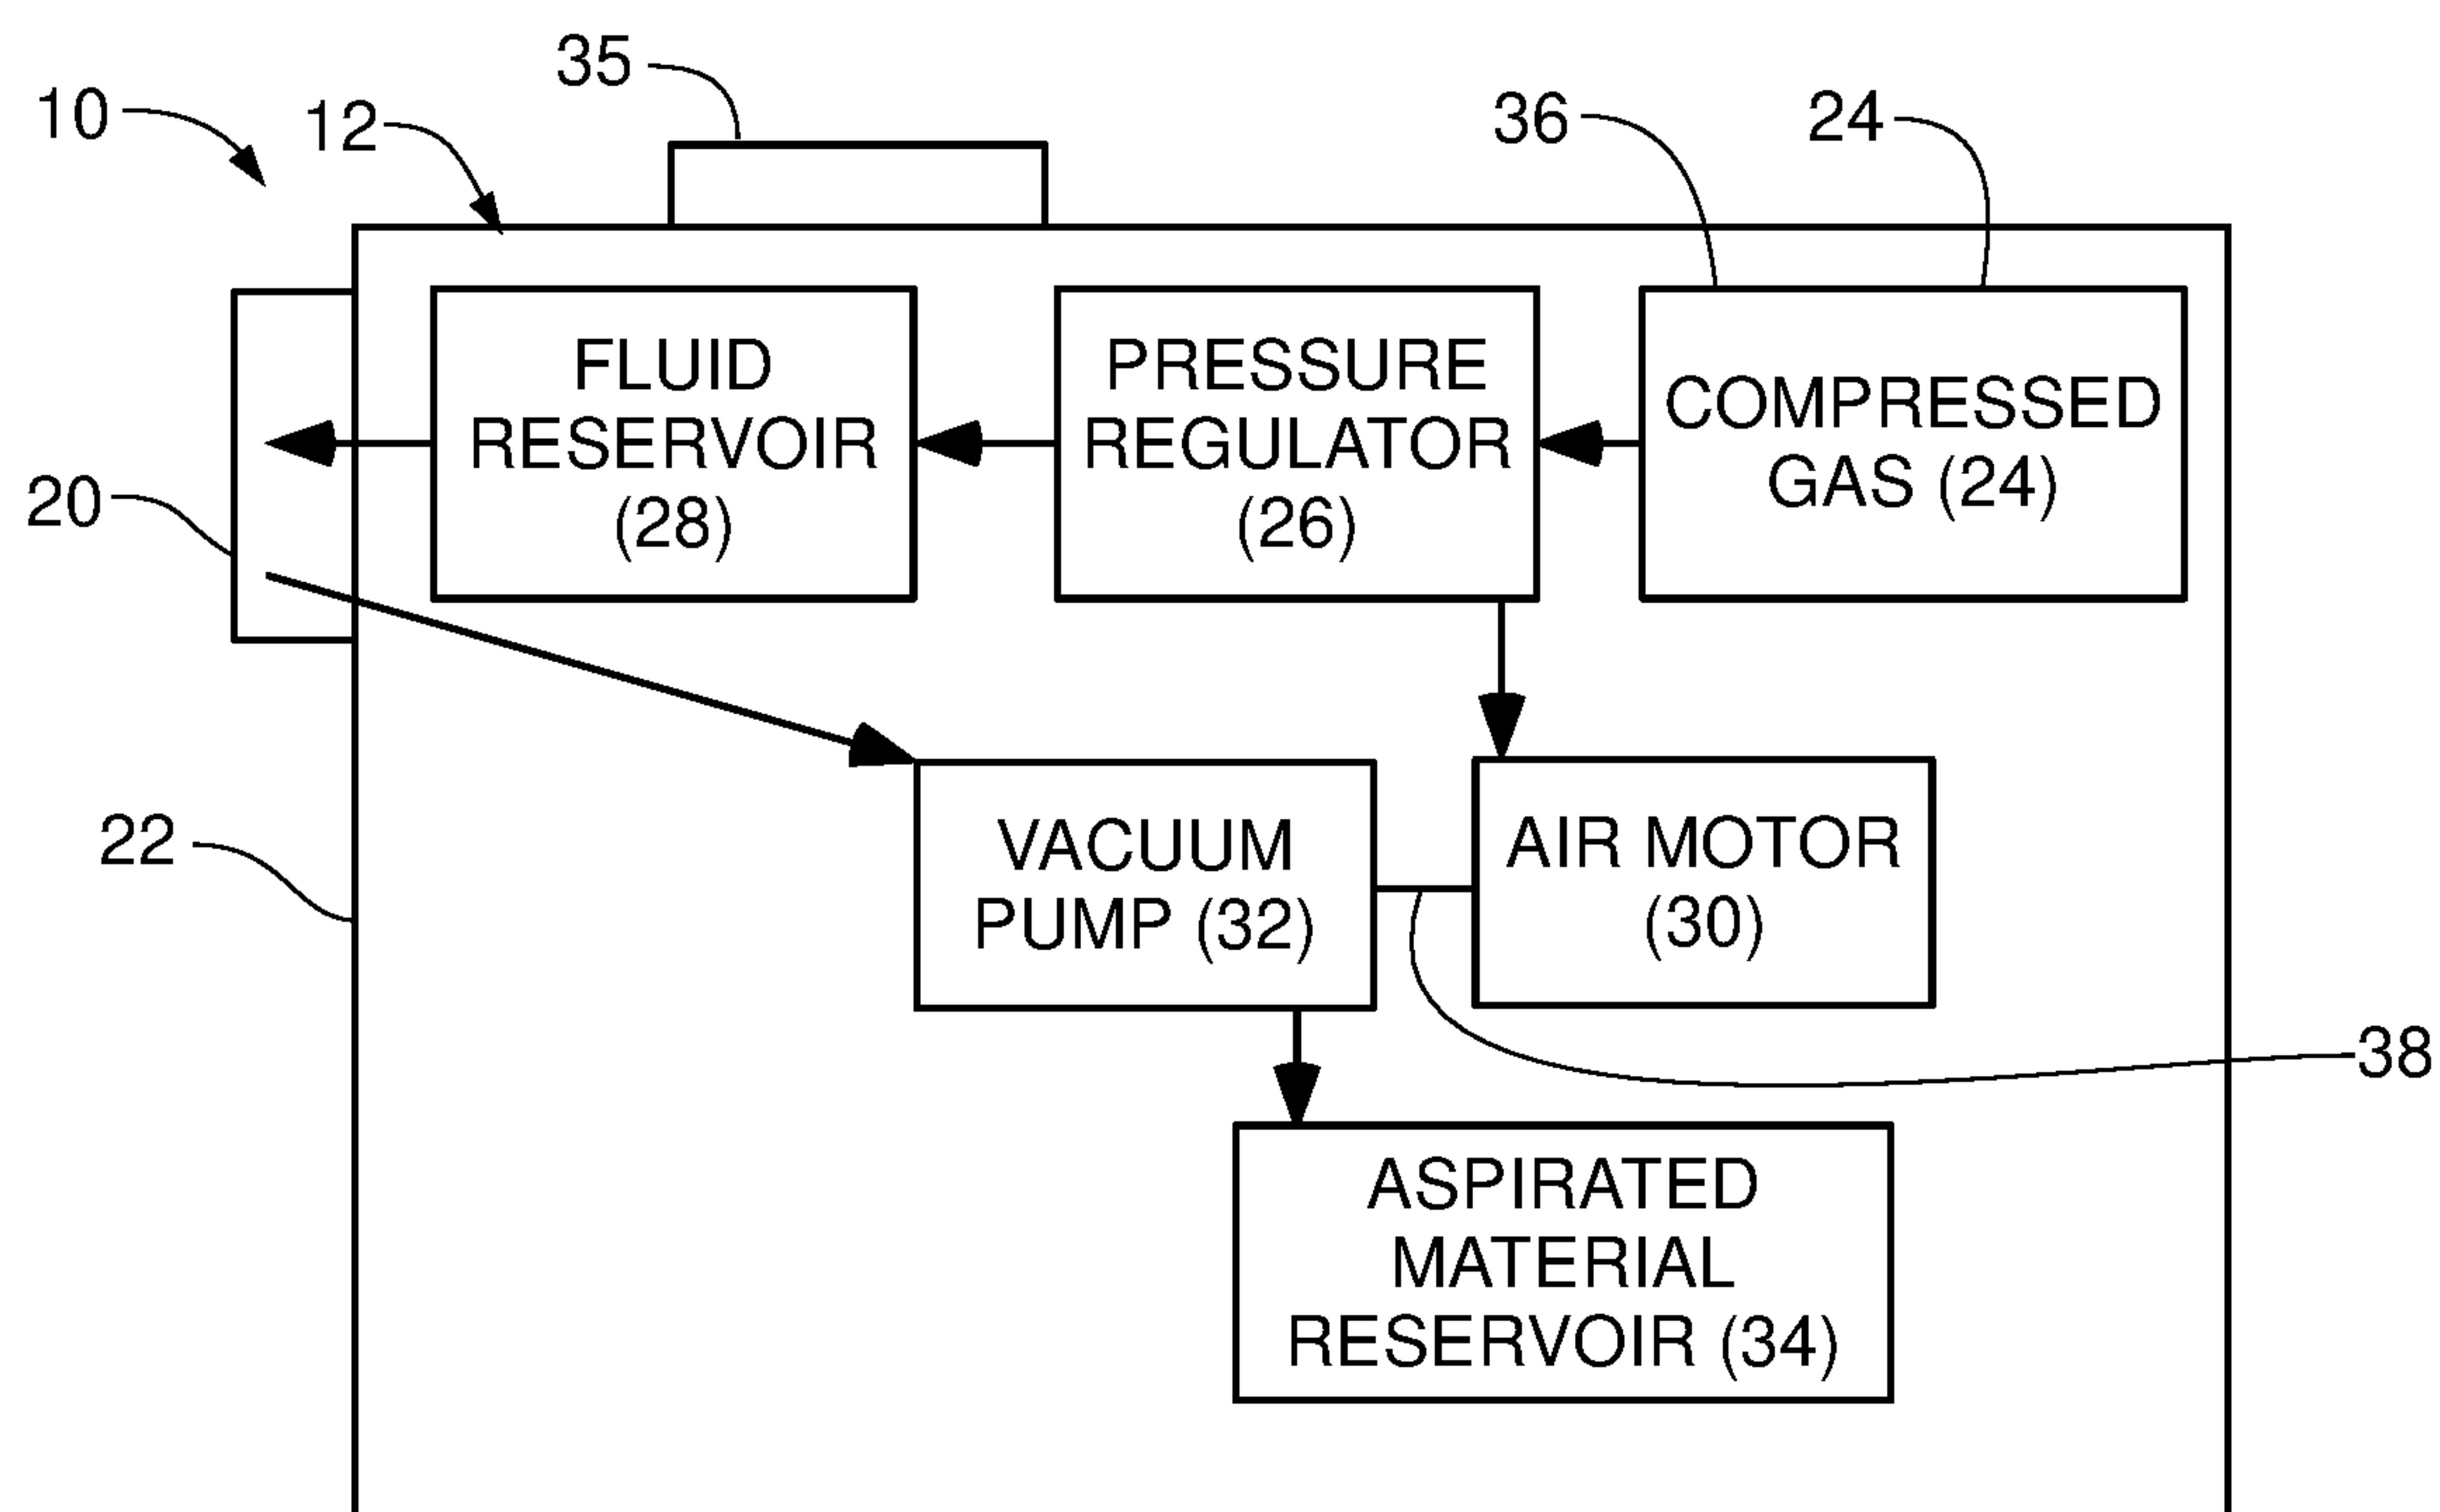 35
10
12
36
24
FLUID
RESERVOIR
(28)
PRESSURE
REGULATOR
(26)
COMPRESSED
GAS (24)
20
22
VACUUM
PUMP (32)
AIR MOTOR
(30)
38
ASPIRATED
MATERIAL
RESERVOIR (34)